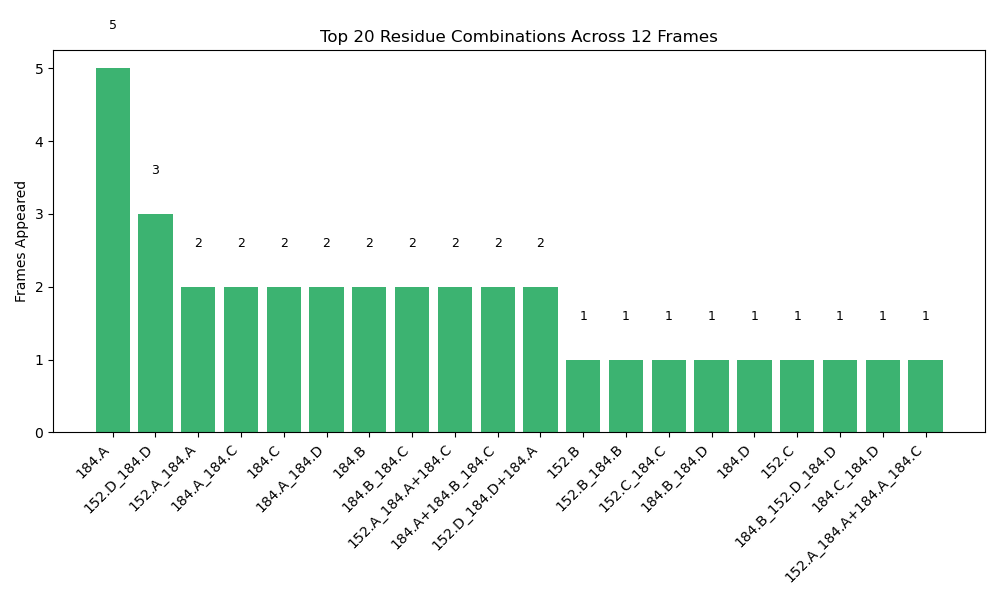 5
Top 20 Residue Combinations Across 12 Frames
5
4
3
2
1
0
Frames Appeared
3
2
2
2
2
2
2
2
2
2
1
1
1
1
1
1
1
1
1
184.A
152.D_184.D
152.A_184.A
184.A_184.C
184.C
184.A_184.D
184.B
184.B_184.C
152.A_184.A+184.C
184.A+184.B_184.C
152.D_184.D+184.A
152.B
152.B_184.B
152.C_184.C
184.B_184.D
184.D
152.C
184.B_152.D_184.D
184.C_184.D
152.A_184.A+184.A_184.C